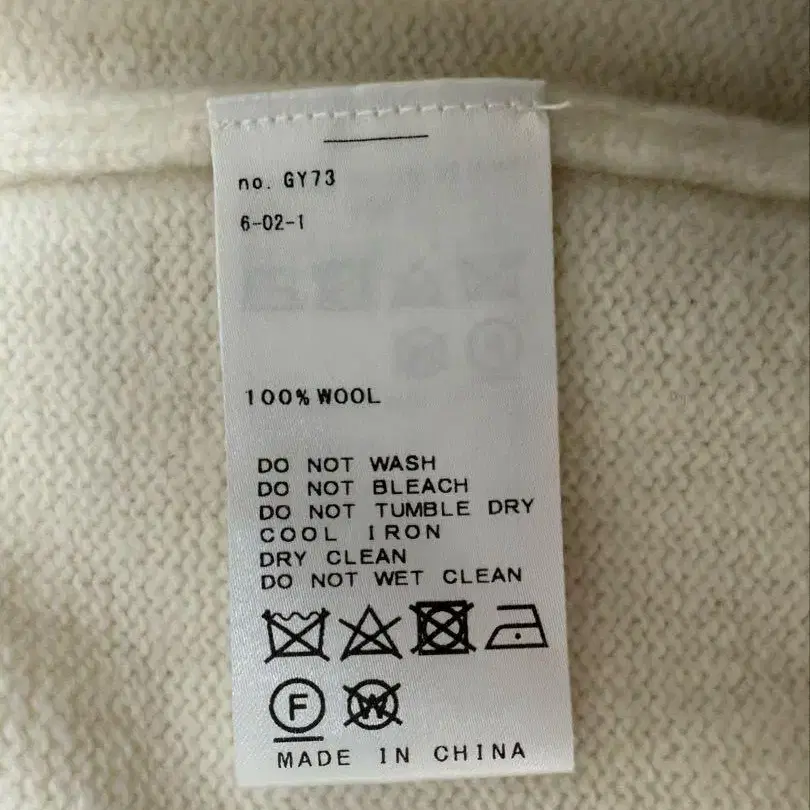 no. GY73
6-02-1
100% WOOL
DO NOT WASH
DO NOT BLEACH
DO NOT TUMBLE DRY
COOL IRON
DRY CLEAN
DO NOT WET CLEAN
F W
MADE IN CHINA